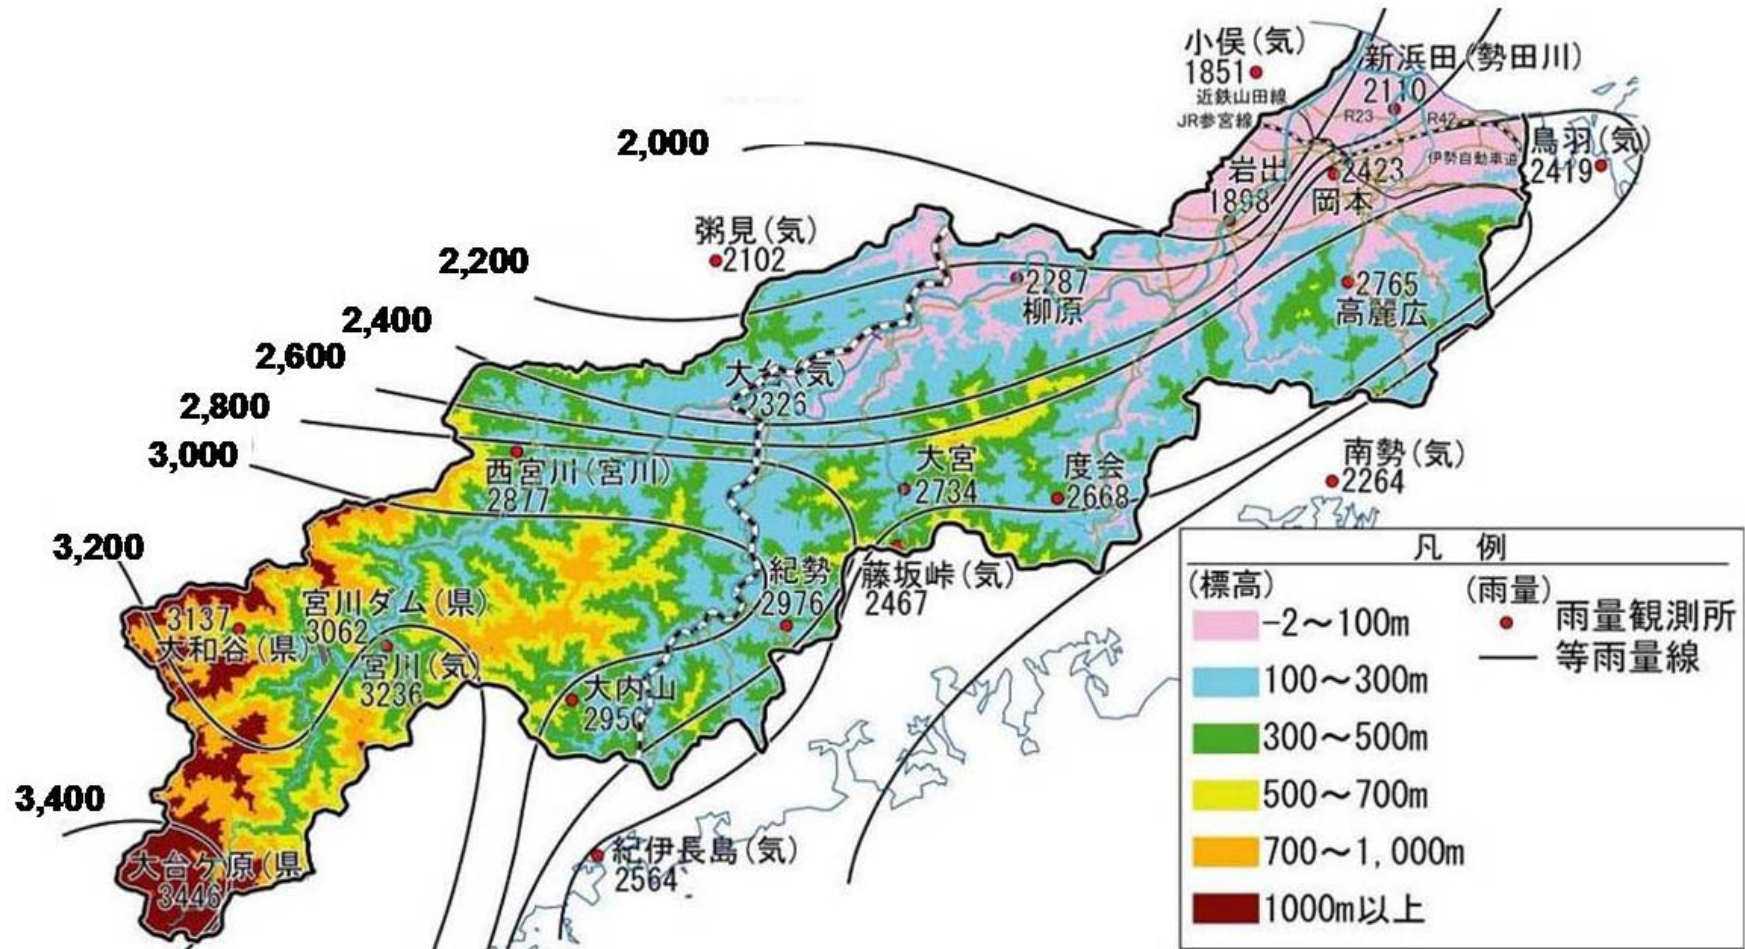 小俣(気)
1851
近鉄山田線
JR参宮線
新浜田(勢田川)
2110
R23
R42
鳥羽(気)
2419
伊勢自動車道
2423
岡本
岩出
1898
2,000
粥見(気)
2102
2,200
2287
柳原
2765
高麗広
2,400
2,600
大台(気)
2326
2,800
3,000
西宮川(宮川)
2877
大宮
2734
度会
2668
南勢(気)
2264
3,200
紀勢
2976
藤坂峠(気)
2467
宮川ダム(県)
3062
3137
大和谷(県)
宮川(気)
3236
大内山
2950
3,400
大台ケ原(県
3446
紀伊長島(気)
2564
凡 例
(標高)
-2~100m
100~300m
300~500m
500~700m
700~1,000m
1000m以上
(雨量)
雨量観測所
等雨量線